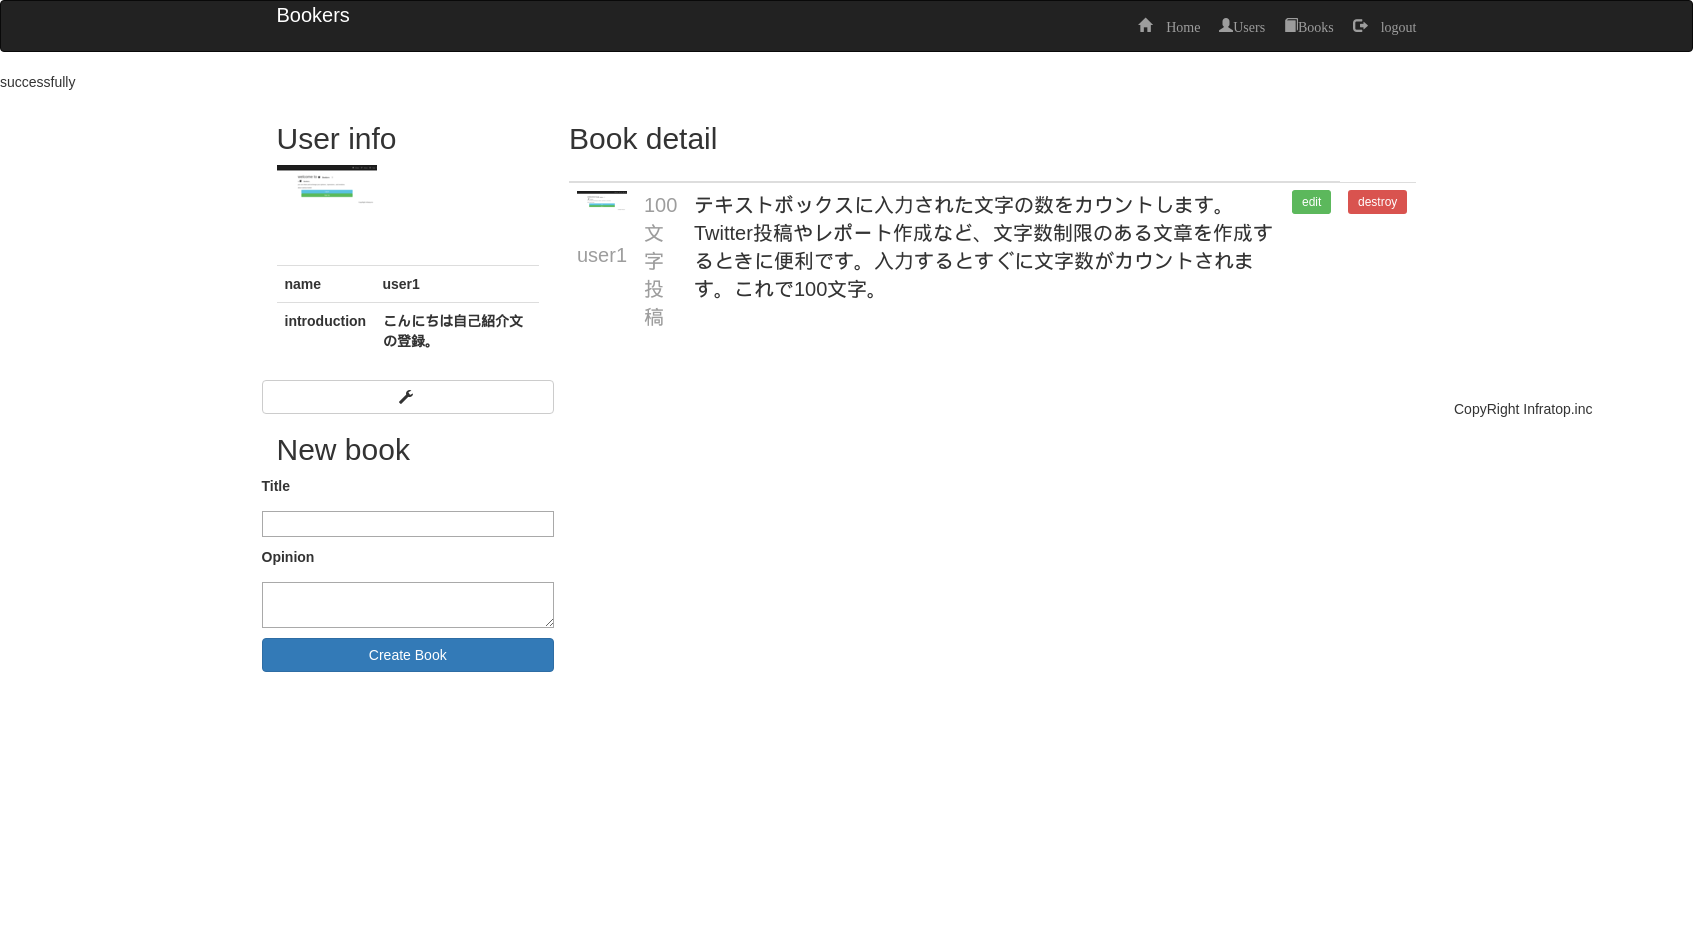 Bookers
Home Users Books logout
successfully
User info
name user1
introduction こんにちは自己紹介文
の登録。
New book
Title
Opinion
Create Book
Book detail
user1
100
文
字
投
稿
テキストボックスに入力された文字の数をカウントします。
Twitter投稿やレポート作成など、文字数制限のある文章を作成す
るときに便利です。入力するとすぐに文字数がカウントされま
す。これで100文字。
edit destroy
CopyRight Infratop.inc